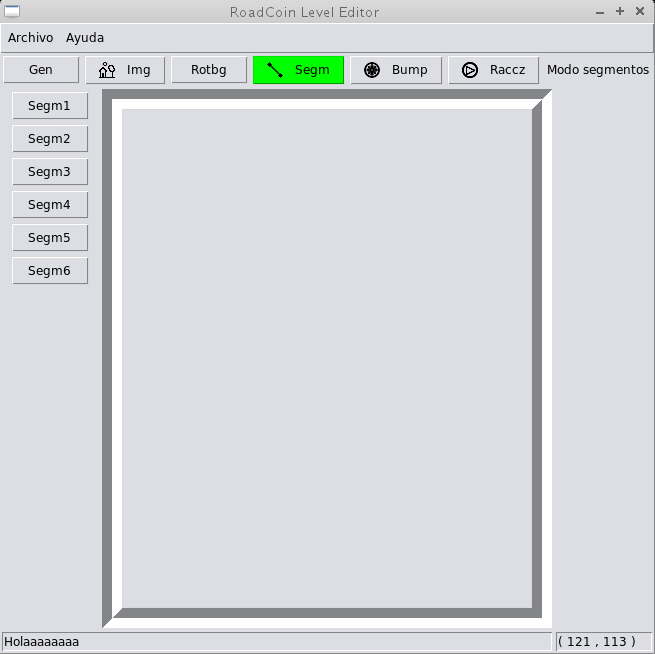 RoadCoin Level Editor
Archivo Ayuda
Gen Img Rotbg Segm Bump Raccz Modo segmentos
Segm1
Segm2
Segm3
Segm4
Segm5
Segm6
Holaaaaaaaa ( 121 , 113 )